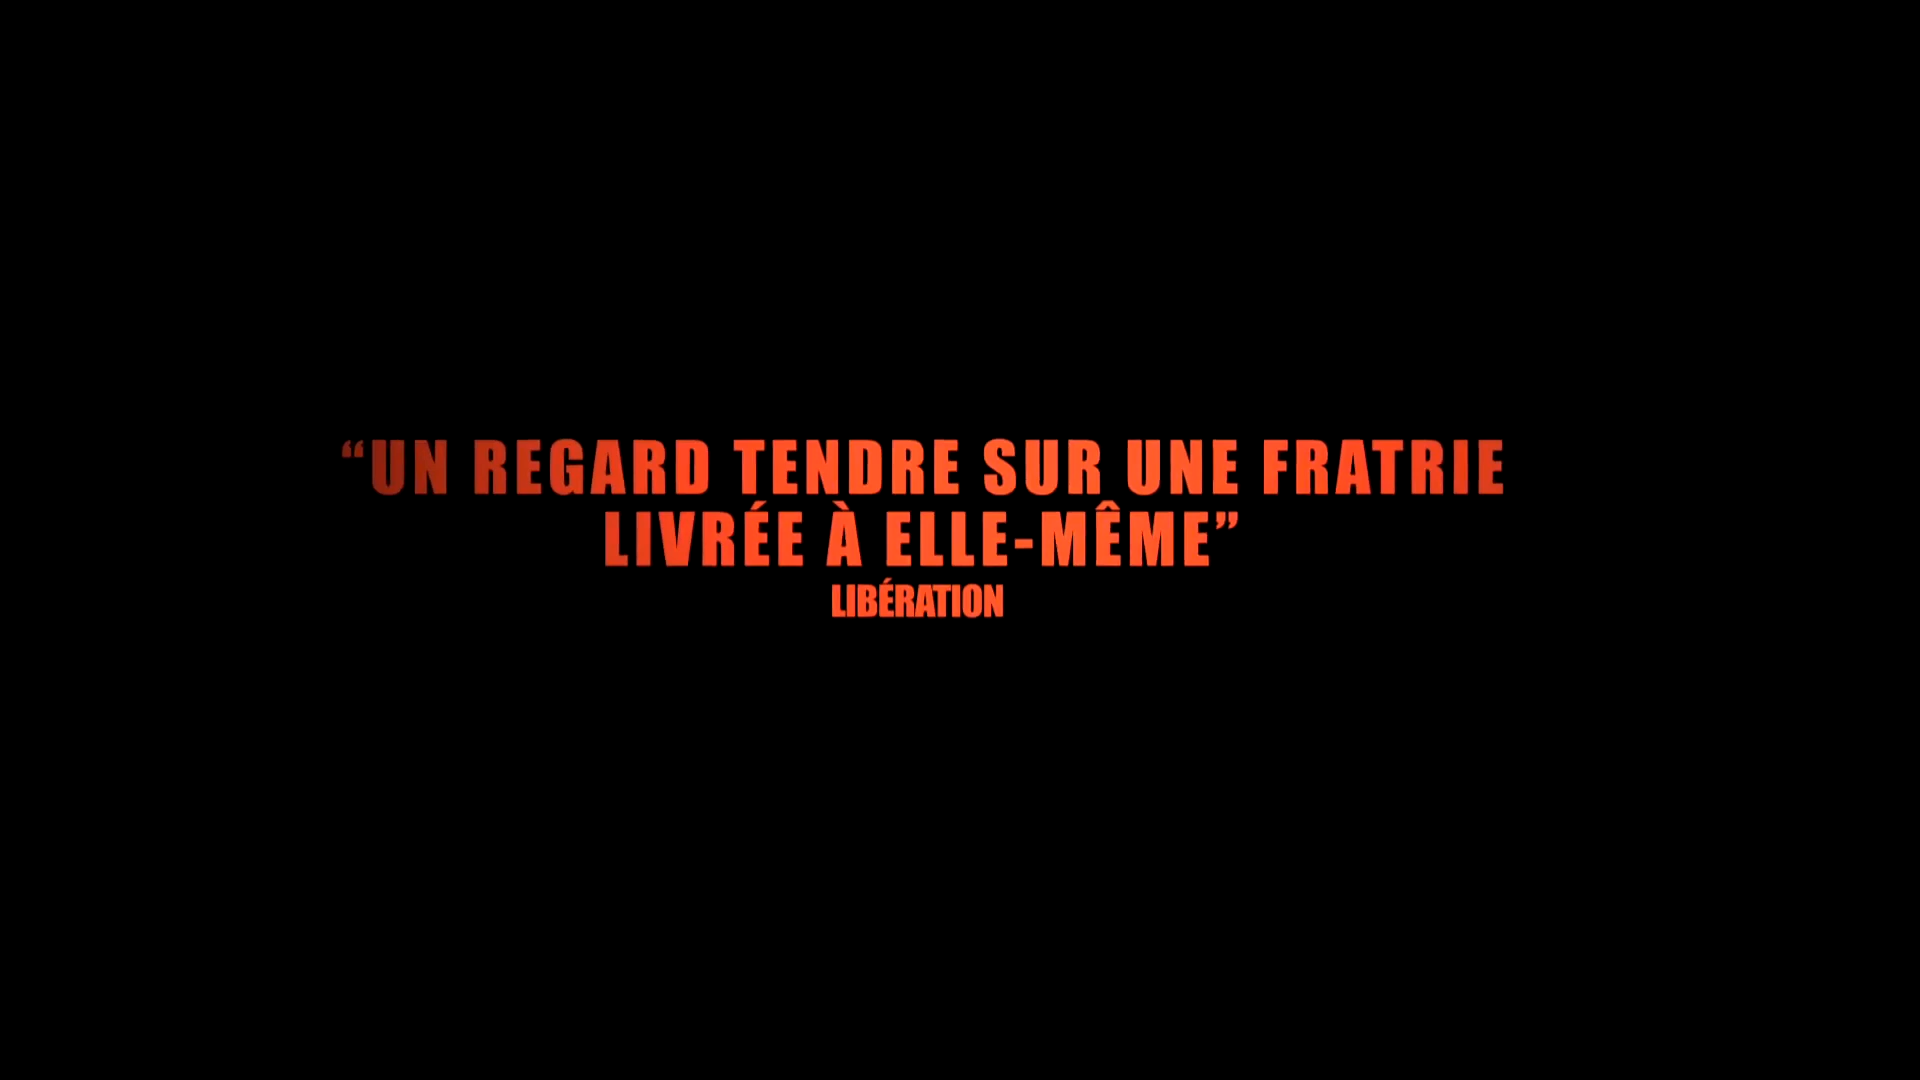 “UN REGARD TENDRE SUR UNE FRATRIE
LIVRÉE À ELLE-MÊME”
LIBÉRATION